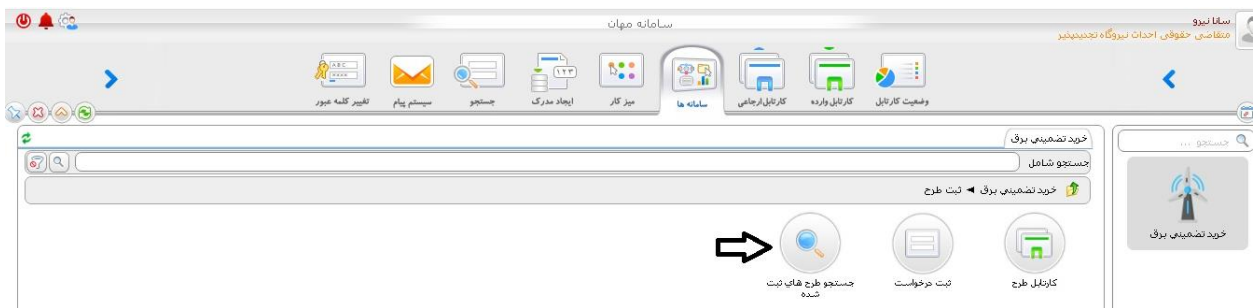 سامانه مهان
سانا نیرو
متقاضی حقوقی احداث نیروگاه تجدیدپذیر
وضعیت کارتابل
کارتابل وارده
کارتابل ارجاعی
سامانه ها
میز کار
ایجاد مدرک
جستجو
سیستم پیام
تغییر کلمه عبور
جستجو ...
خرید تضمینی برق
خرید تضمینی برق
جستجو شامل
خرید تضمینی برق ◄ ثبت طرح
کارتابل طرح
ثبت درخواست
جستجو طرح های ثبت
شده